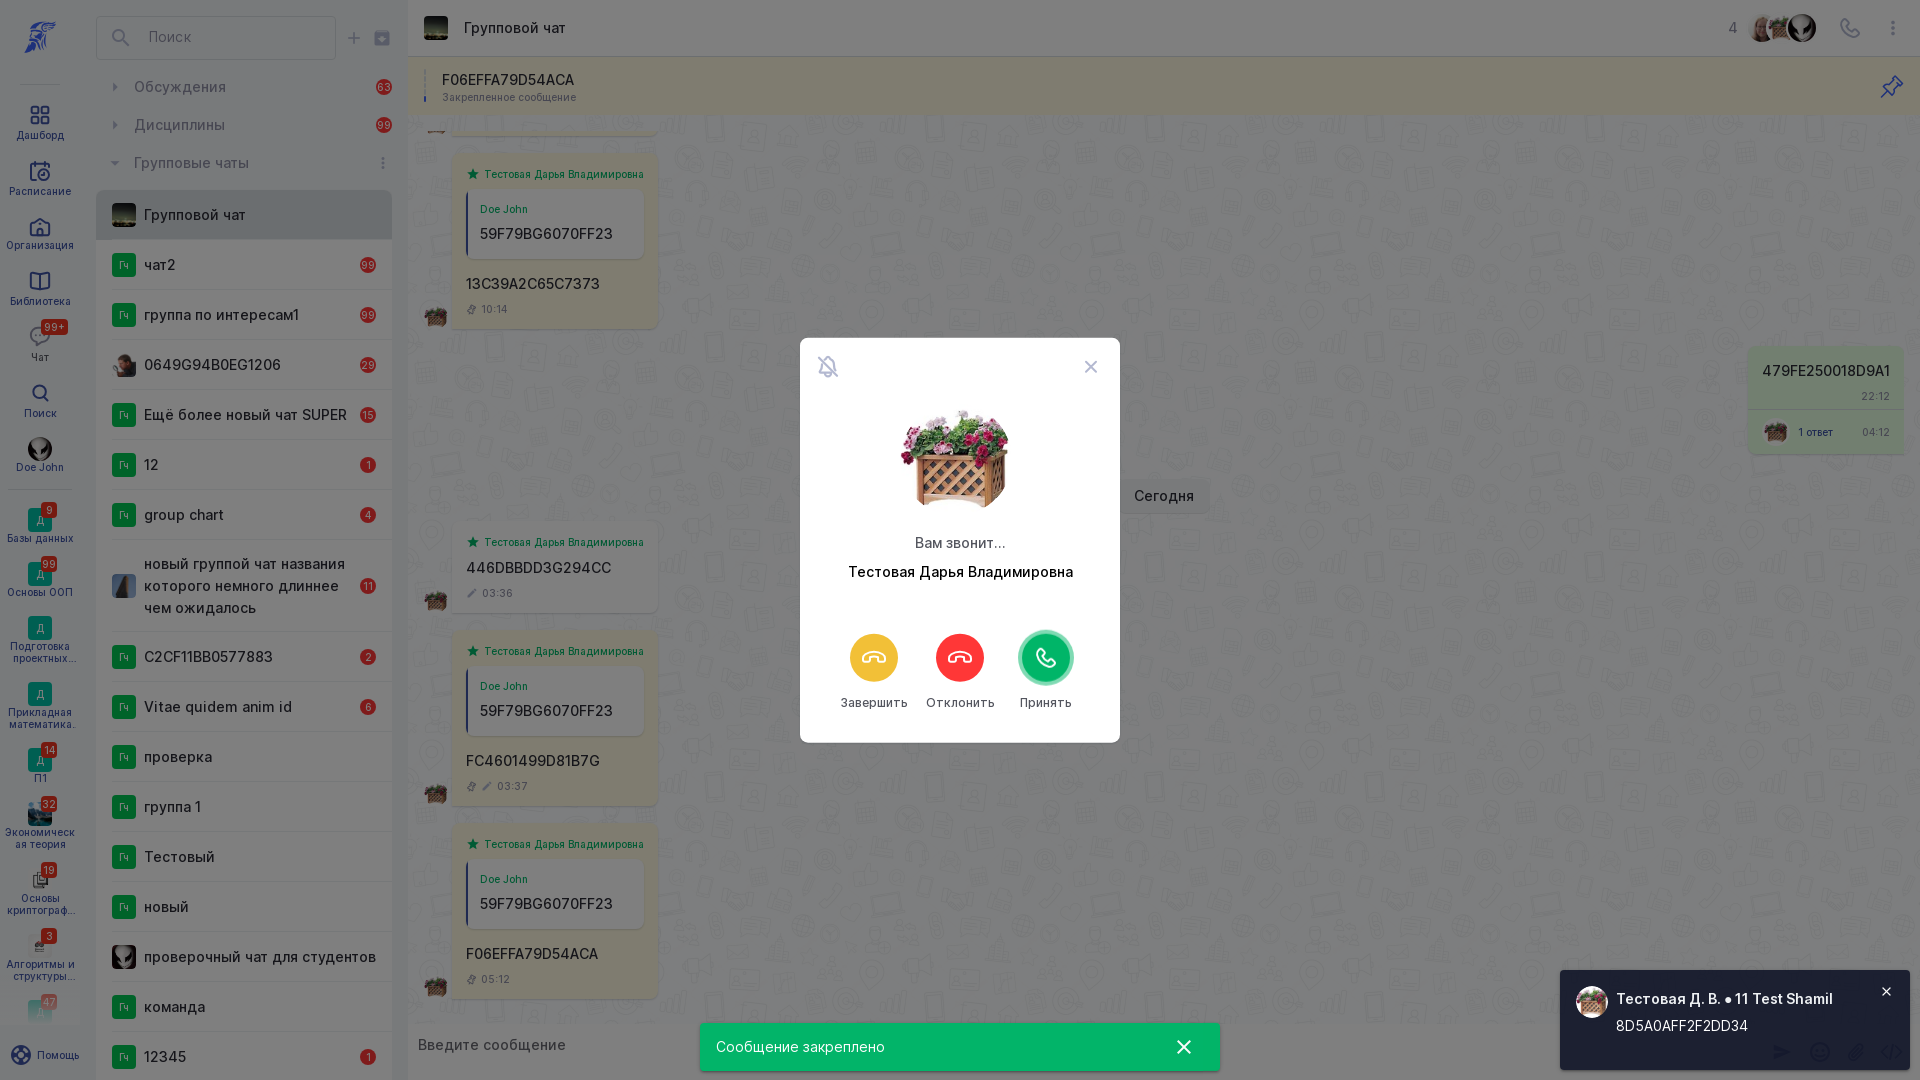 Дашборд
Расписание
Организация
Библиотека
99+
Чат
Поиск
Doe John
9
Д
Базы данных
99
Д
Основы ООП
Д
Подготовка
проектных...
Д
Прикладная
математика.
14
Д
П1
32
Экономическ
ая теория
19
Основы
криптограф...
3
Алгоритмы и
структуры...
47
Д
Помощь
Поиск
Обсуждения
63
Дисциплины
99
Групповые чаты
Групповой чат
Гч чат2 99
Гч группа по интересам1 99
0649G94B0EG1206 29
Гч Ещё более новый чат SUPER 15
Гч 12 1
Гч group chart 4
новый группой чат названия
которого немного длиннее
чем ожидалось
11
Гч C2CF11BB0577883 2
Гч Vitae quidem anim id 6
Гч проверка
Гч группа 1
Гч Тестовый
Гч новый
проверочный чат для студентов
Гч команда
Гч 12345 1
Групповой чат
4
F06EFFA79D54ACA
Закрепленное сообщение
Тестовая Дарья Владимировна
Doe John
59F79BG6070FF23
13C39A2C65C7373
10:14
479FE250018D9A1
22:12
1 ответ 04:12
Сегодня
Тестовая Дарья Владимировна
446DBBDD3G294CC
03:36
Тестовая Дарья Владимировна
Doe John
59F79BG6070FF23
FC4601499D81B7G
03:37
Тестовая Дарья Владимировна
Doe John
59F79BG6070FF23
F06EFFA79D54ACA
05:12
Введите сообщение
Вам звонит...
Тестовая Дарья Владимировна
Завершить
Отклонить
Принять
Сообщение закреплено
Тестовая Д. В. ● 11 Test Shamil
8D5A0AFF2F2DD34